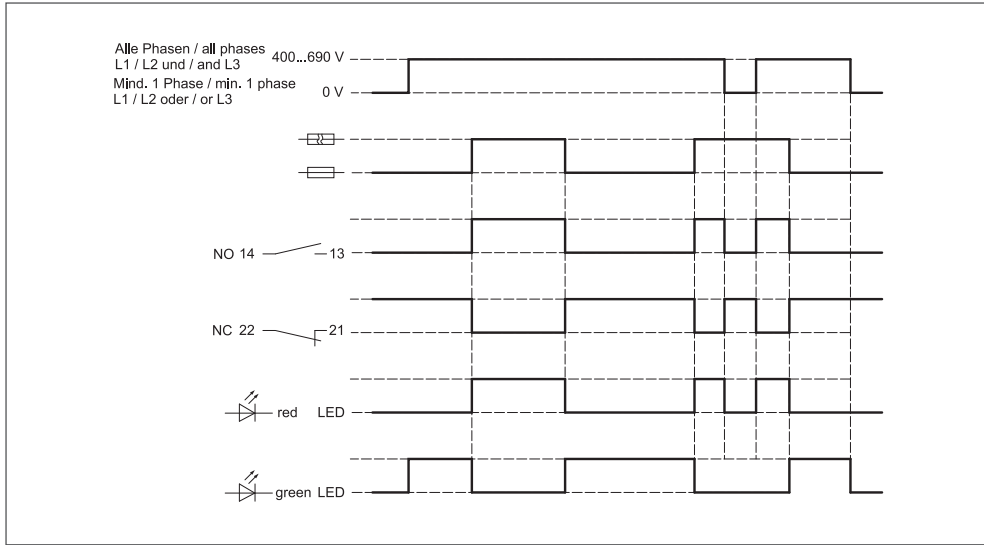 Alle Phasen / all phases
L1 / L2 und / and L3
400...690 V
Mind. 1 Phase / min. 1 phase
L1 / L2 oder / or L3
0 V
NO 14 13
NC 22 21
red LED
green LED